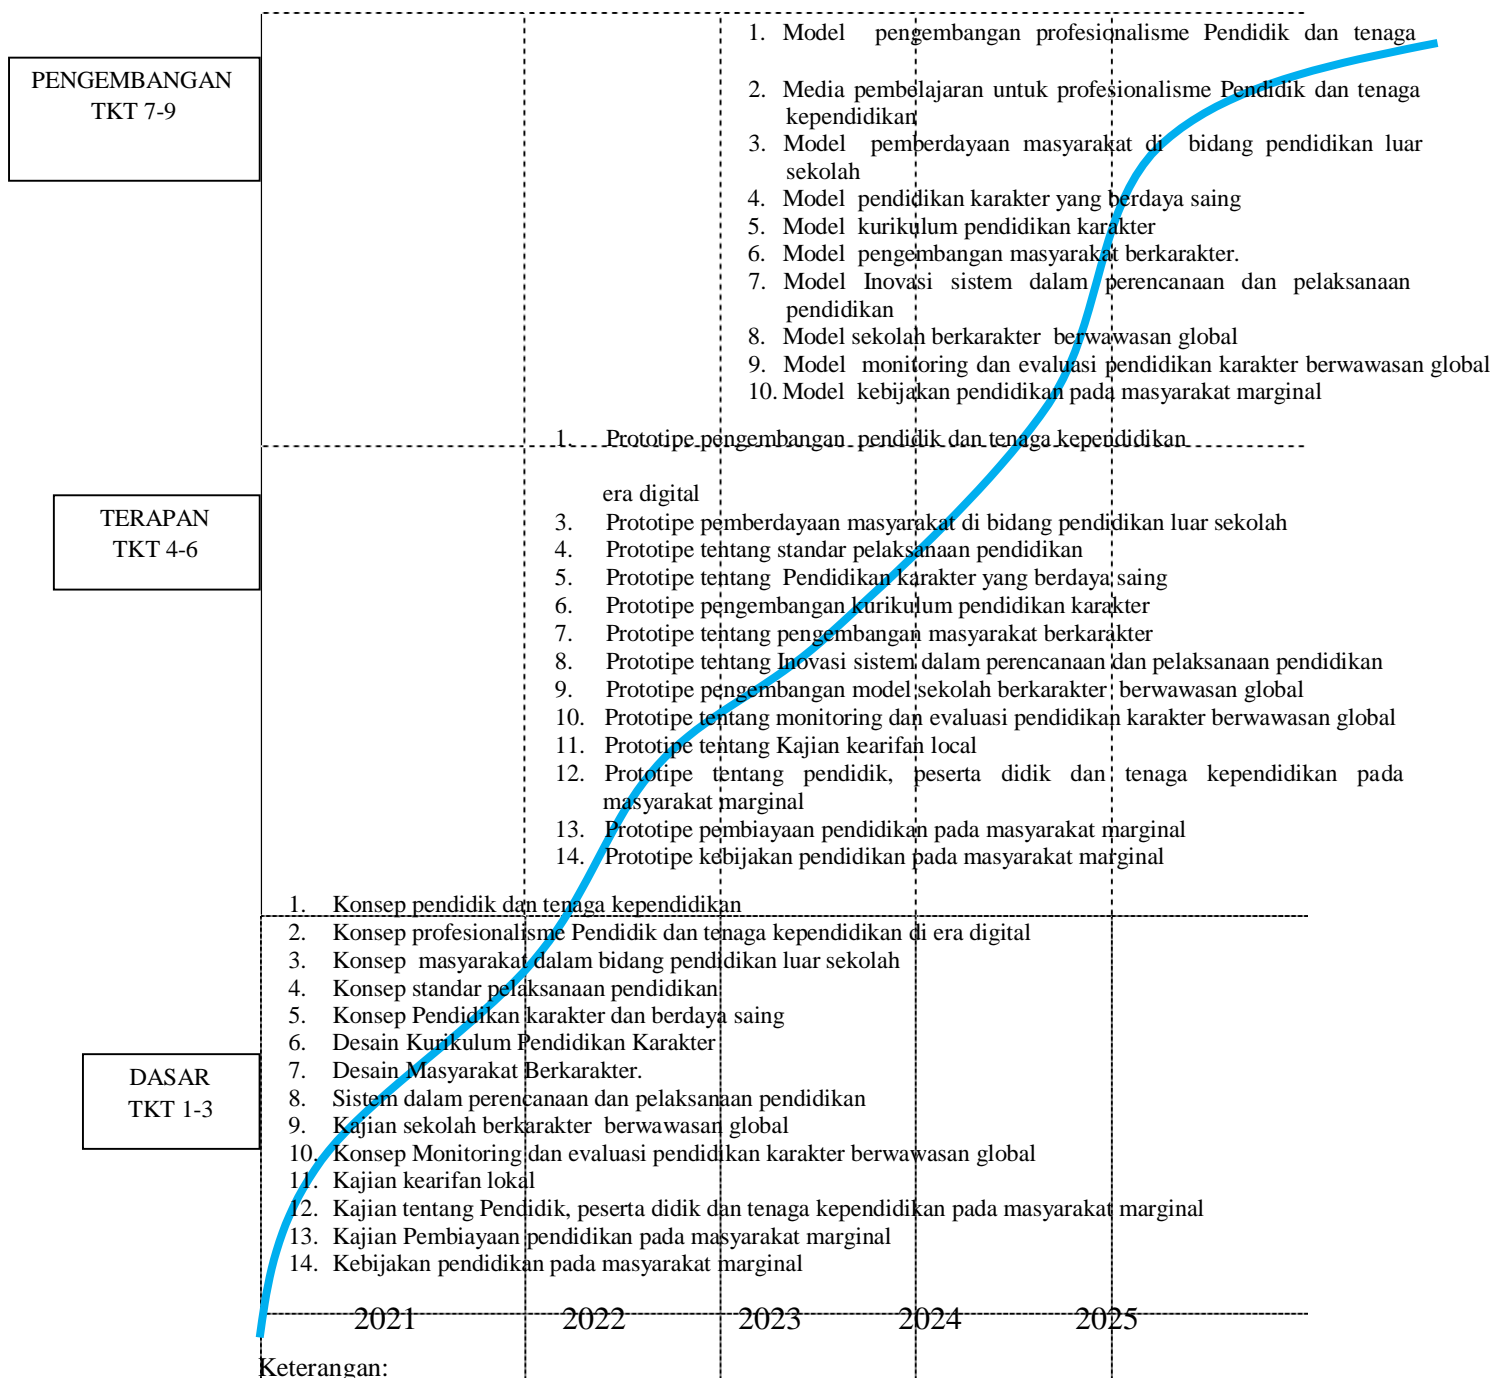 PENGEMBANGAN
TKT 7-9
1. Model pengembangan profesionalisme Pendidik dan tenaga
2. Media pembelajaran untuk profesionalisme Pendidik dan tenaga
kependidikan
3. Model pemberdayaan masyarakat di bidang pendidikan luar
sekolah
4. Model pendidikan karakter yang berdaya saing
5. Model kurikulum pendidikan karakter
6. Model pengembangan masyarakat berkarakter.
7. Model Inovasi sistem dalam perencanaan dan pelaksanaan
pendidikan
8. Model sekolah berkarakter berwawasan global
9. Model monitoring dan evaluasi pendidikan karakter berwawasan global
10. Model kebijakan pendidikan pada masyarakat marginal
TERAPAN
TKT 4-6
1. Prototipe pengembangan pendidik dan tenaga kependidikan
era digital
3. Prototipe pemberdayaan masyarakat di bidang pendidikan luar sekolah
4. Prototipe tentang standar pelaksanaan pendidikan
5. Prototipe tentang Pendidikan karakter yang berdaya saing
6. Prototipe pengembangan kurikulum pendidikan karakter
7. Prototipe tentang pengembangan masyarakat berkarakter
8. Prototipe tentang Inovasi sistem dalam perencanaan dan pelaksanaan pendidikan
9. Prototipe pengembangan model sekolah berkarakter berwawasan global
10. Prototipe tentang monitoring dan evaluasi pendidikan karakter berwawasan global
11. Prototipe tentang Kajian kearifan local
12. Prototipe tentang pendidik, peserta didik dan tenaga kependidikan pada
masyarakat marginal
13. Prototipe pembiayaan pendidikan pada masyarakat marginal
14. Prototipe kebijakan pendidikan pada masyarakat marginal
DASAR
TKT 1-3
1. Konsep pendidik dan tenaga kependidikan
2. Konsep profesionalisme Pendidik dan tenaga kependidikan di era digital
3. Konsep masyarakat dalam bidang pendidikan luar sekolah
4. Konsep standar pelaksanaan pendidikan
5. Konsep Pendidikan karakter dan berdaya saing
6. Desain Kurikulum Pendidikan Karakter
7. Desain Masyarakat Berkarakter.
8. Sistem dalam perencanaan dan pelaksanaan pendidikan
9. Kajian sekolah berkarakter berwawasan global
10. Konsep Monitoring dan evaluasi pendidikan karakter berwawasan global
11. Kajian kearifan lokal
12. Kajian tentang Pendidik, peserta didik dan tenaga kependidikan pada masyarakat marginal
13. Kajian Pembiayaan pendidikan pada masyarakat marginal
14. Kebijakan pendidikan pada masyarakat marginal
2021 2022 2023 2024 2025
Keterangan: